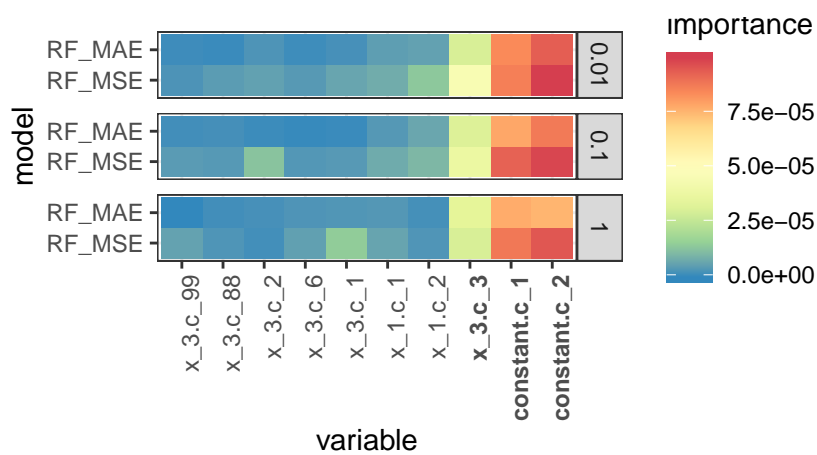 importance
RF_MAE
RF_MSE
0.01
7.5e−05
RF_MAE
RF_MSE
0.1
5.0e−05
model
RF_MAE
RF_MSE
1
2.5e−05
0.0e+00
x_3.c_99
x_3.c_88
x_3.c_2
x_3.c_6
x_3.c_1
x_1.c_1
x_1.c_2
x_3.c_3
constant.c_1
constant.c_2
variable